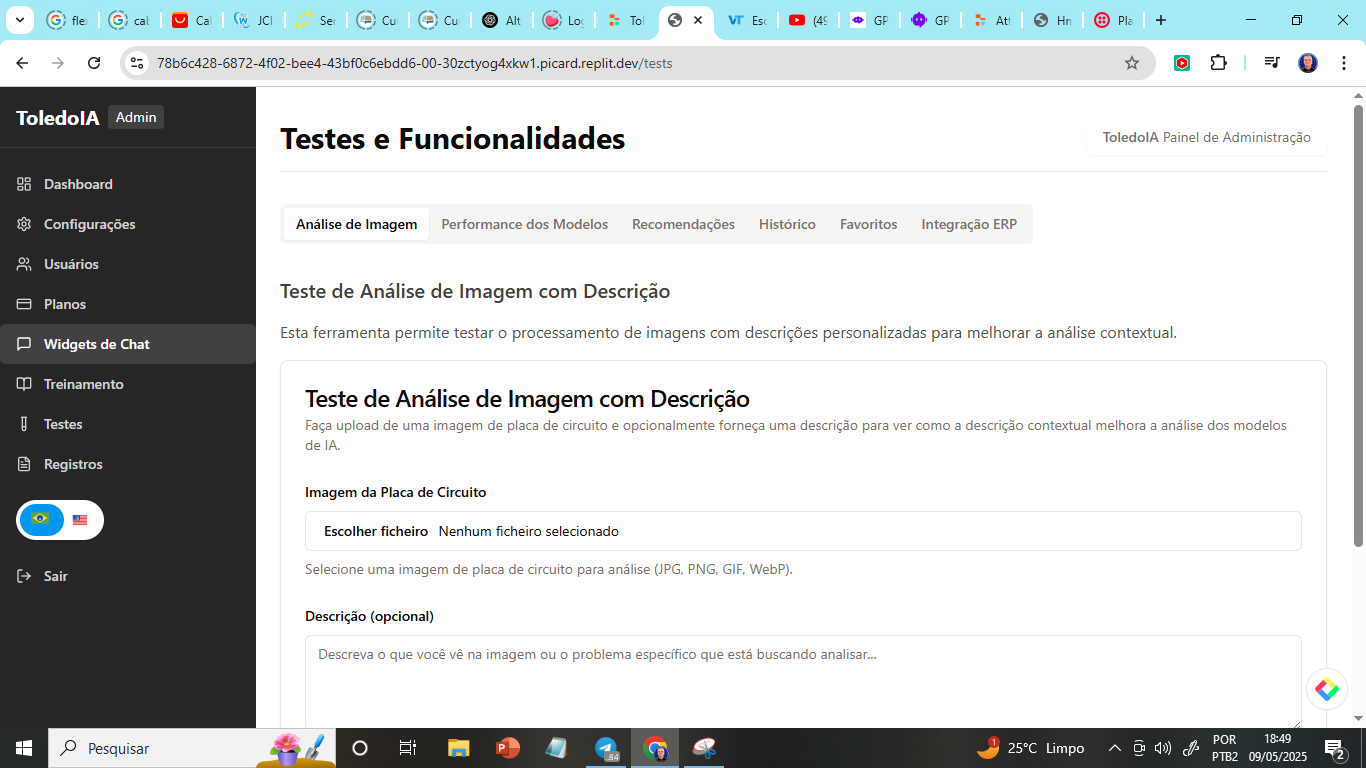 fle
cab
Cal
JCI
Se
Cu
Cu
Alt
Lo
Tol
Esc
(49
GP
GP
Att
Hn
Pla
78b6c428-6872-4f02-bee4-43bf0c6ebdd6-00-30zctyog4xkw1.picard.replit.dev/tests
ToledoIA Admin
Testes e Funcionalidades
ToledoIA Painel de Administração
Dashboard
Configurações
Usuários
Planos
Widgets de Chat
Treinamento
Testes
Registros
Sair
Análise de Imagem Performance dos Modelos Recomendações Histórico Favoritos Integração ERP
Teste de Análise de Imagem com Descrição
Esta ferramenta permite testar o processamento de imagens com descrições personalizadas para melhorar a análise contextual.
Teste de Análise de Imagem com Descrição
Faça upload de uma imagem de placa de circuito e opcionalmente forneça uma descrição para ver como a descrição contextual melhora a análise dos modelos
de IA.
Imagem da Placa de Circuito
Escolher ficheiro Nenhum ficheiro selecionado
Selecione uma imagem de placa de circuito para análise (JPG, PNG, GIF, WebP).
Descrição (opcional)
Descreva o que você vê na imagem ou o problema específico que está buscando analisar...
Pesquisar
.84
1
25°C Limpo
POR
PTB2
18:49
09/05/2025
2